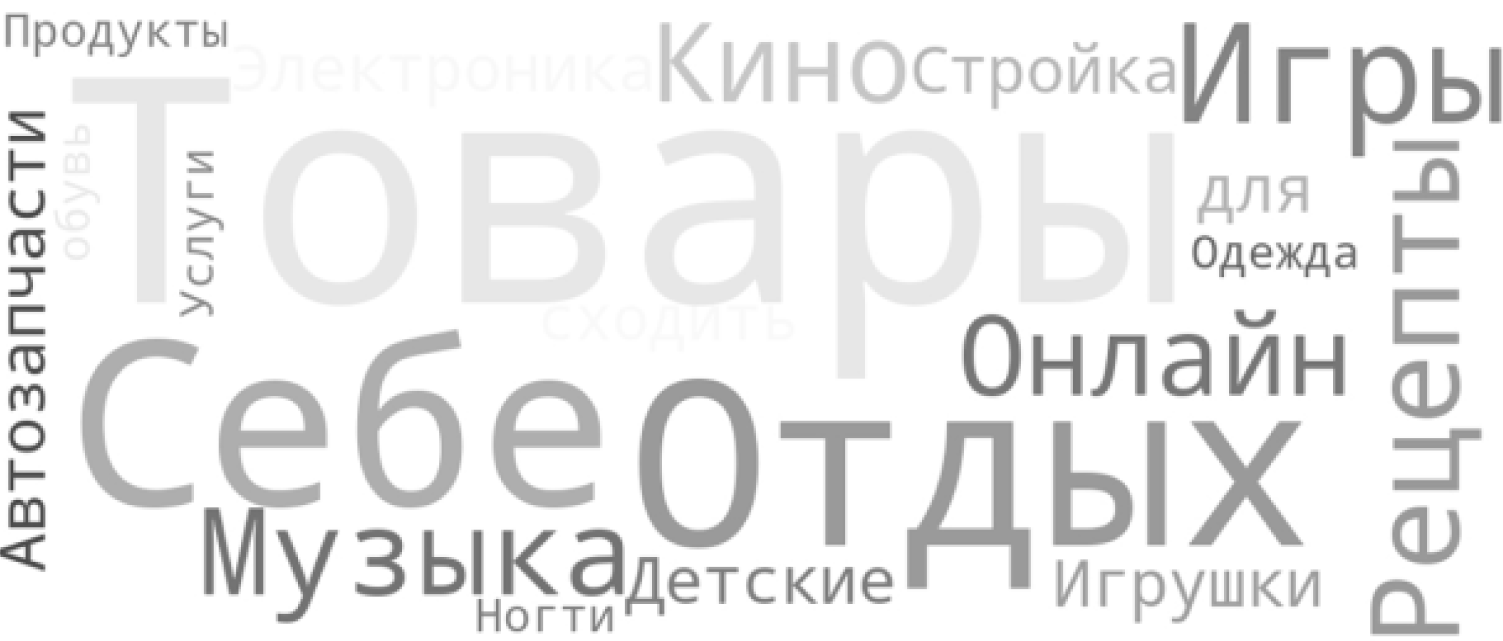 Продукты
Электроника
Кино
Стройка
Игры
Товары
Автозапчасти
обувь
Услуги
для
Одежда
Рецепты
сходить
Себе
Онлайн
Отдых
Музыка
Детские
Игрушки
Ногти